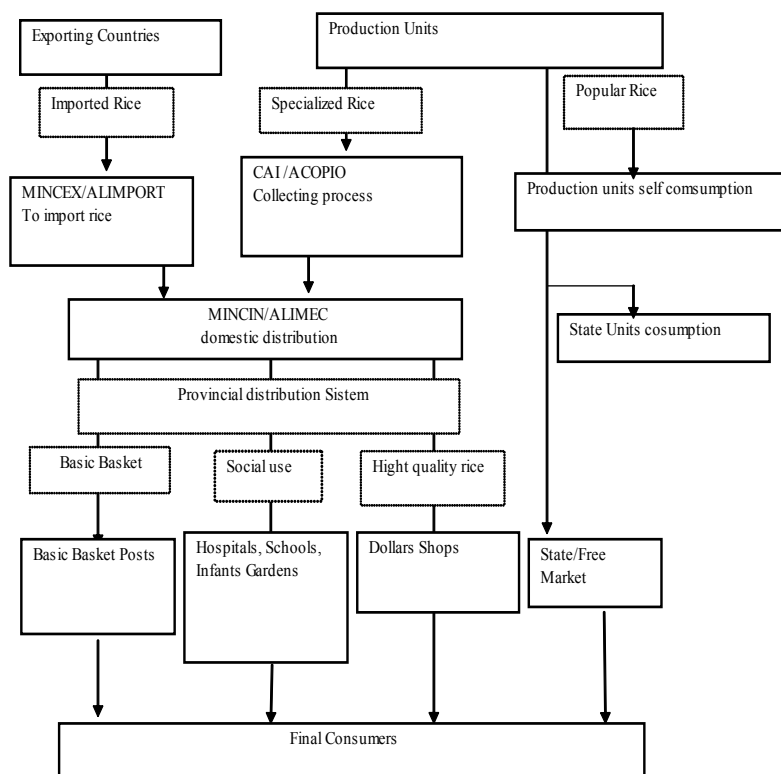 Exporting Countries
Production Units
Imported Rice
Specialized Rice
Popular Rice
MINCEX/ALIMPORT
To import rice
CAI /ACOPIO
Collecting process
Production units self comsumption
MINCIN/ALIMEC
domestic distribution
State Units cosumption
Provincial distribution Sistem
Basic Basket
Social use
Hight quality rice
Basic Basket Posts
Hospitals, Schools,
Infants Gardens
Dollars Shops
State/Free
Market
Final Consumers